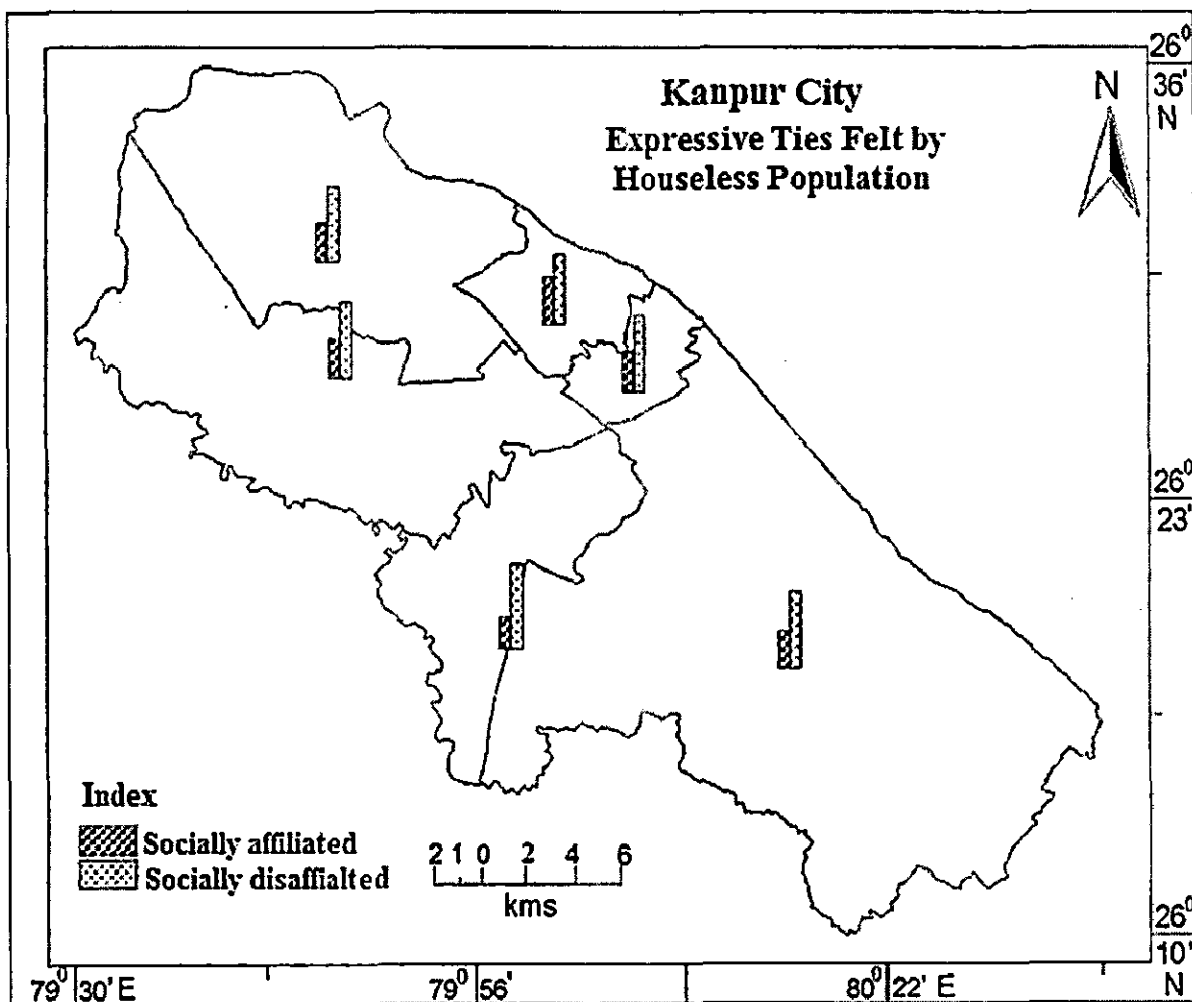 Kanpur City
Expressive Ties Felt by
Houseless Population
N
26⁰
36'
N
26⁰
23'
26⁰
10'
N
Index
Socially affiliated
Socially disaffialted
2 1 0 2 4 6
kms
79⁰ 30' E
79⁰ 56'
80⁰ 22' E